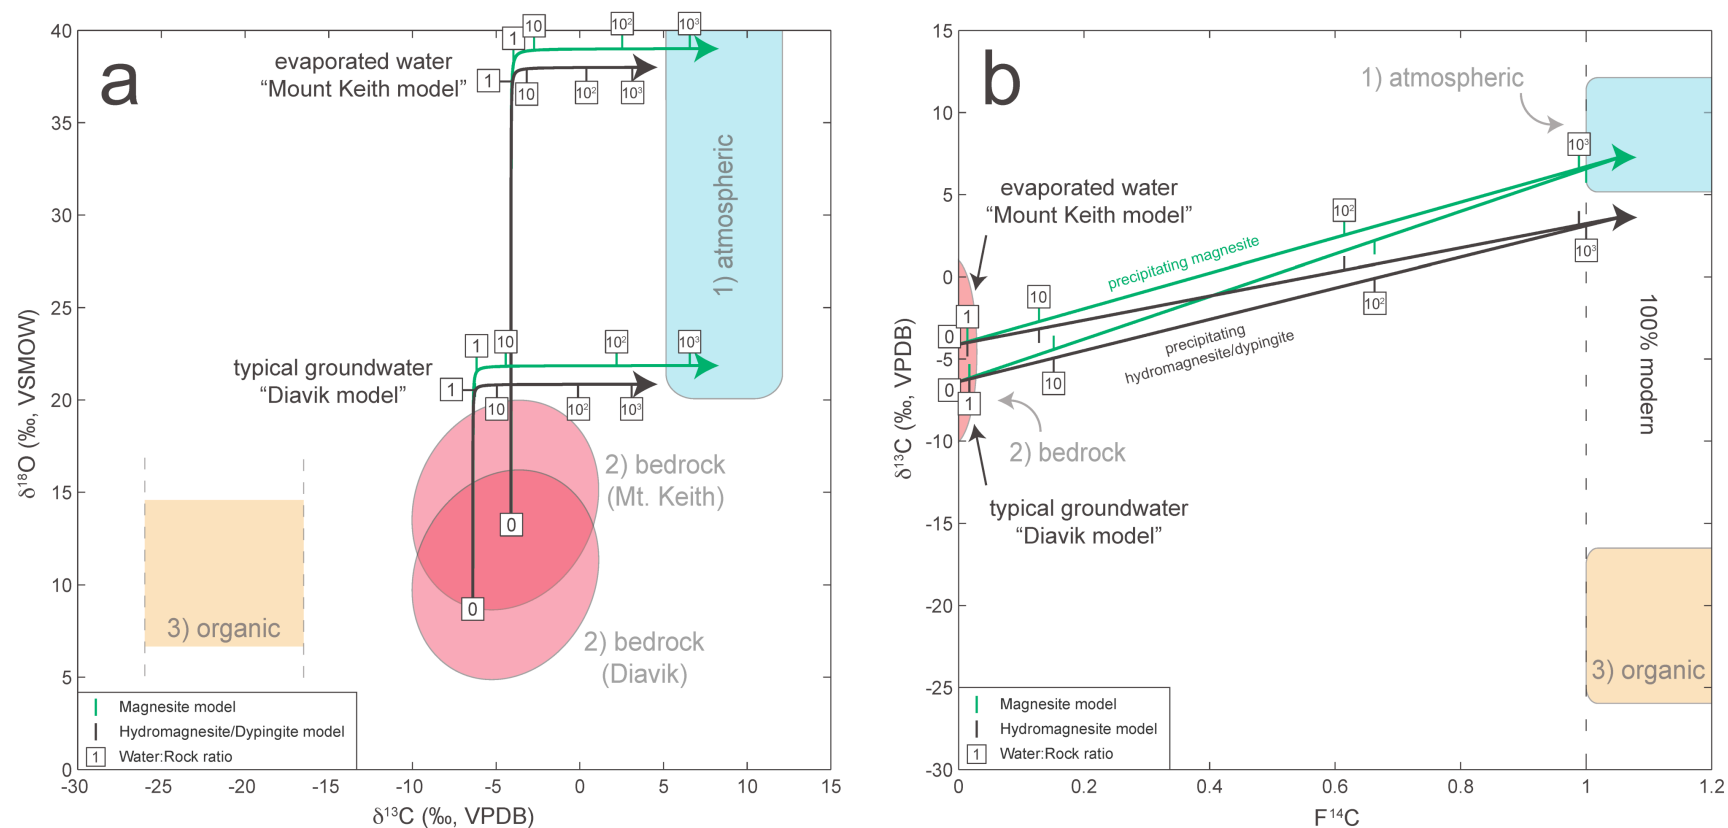 a
40
35
30
25
20
15
10
5
0
δ¹⁸O (‰, VSMOW)
-30
-25
-20
-15
-10
-5
0
5
10
15
δ¹³C (‰, VPDB)
evaporated water
“Mount Keith model”
1
10
10²
10³
1
10
10²
10³
1) atmospheric
typical groundwater
“Diavik model”
1
10
10²
10³
1
10
10²
10³
2) bedrock
(Mt. Keith)
0
0
2) bedrock
(Diavik)
3) organic
Magnesite model
Hydromagnesite/Dypingite model
1 Water:Rock ratio
b
15
10
5
0
-5
-10
-15
-20
-25
-30
δ¹³C (‰, VPDB)
0
0.2
0.4
0.6
0.8
1
1.2
F¹⁴C
1) atmospheric
10³
evaporated water
“Mount Keith model”
10²
precipitating magnesite
10
1
0
10³
10²
precipitating
hydromagnesite/dypingite
10
0
1
2) bedrock
100% modern
typical groundwater
“Diavik model”
3) organic
Magnesite model
Hydromagnesite model
1 Water:Rock ratio